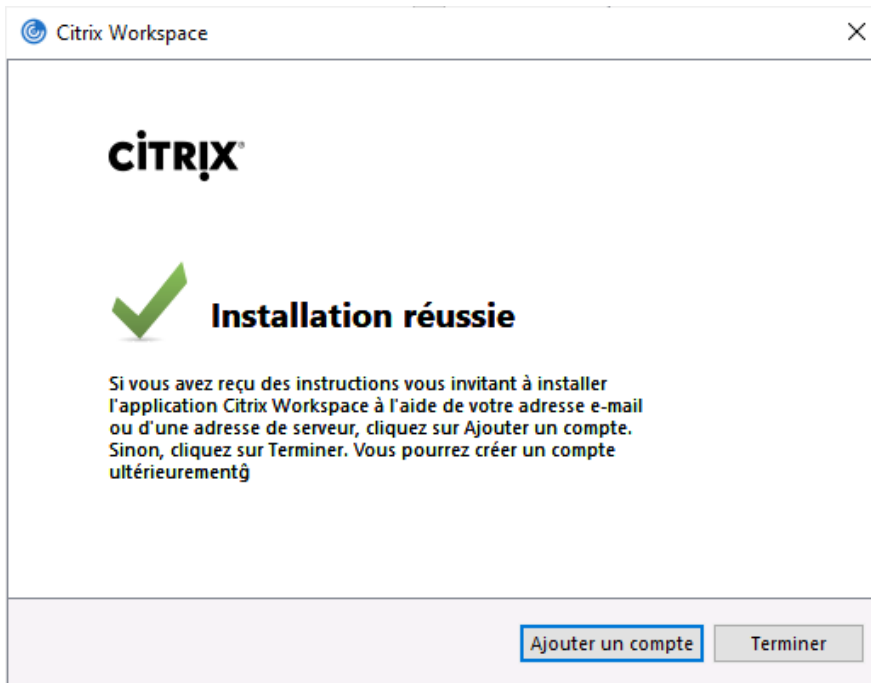 Citrix Workspace
CITRIX®
Installation réussie
Si vous avez reçu des instructions vous invitant à installer
l'application Citrix Workspace à l'aide de votre adresse e-mail
ou d'une adresse de serveur, cliquez sur Ajouter un compte.
Sinon, cliquez sur Terminer. Vous pourrez créer un compte
ultérieurementĝ
Ajouter un compte
Terminer